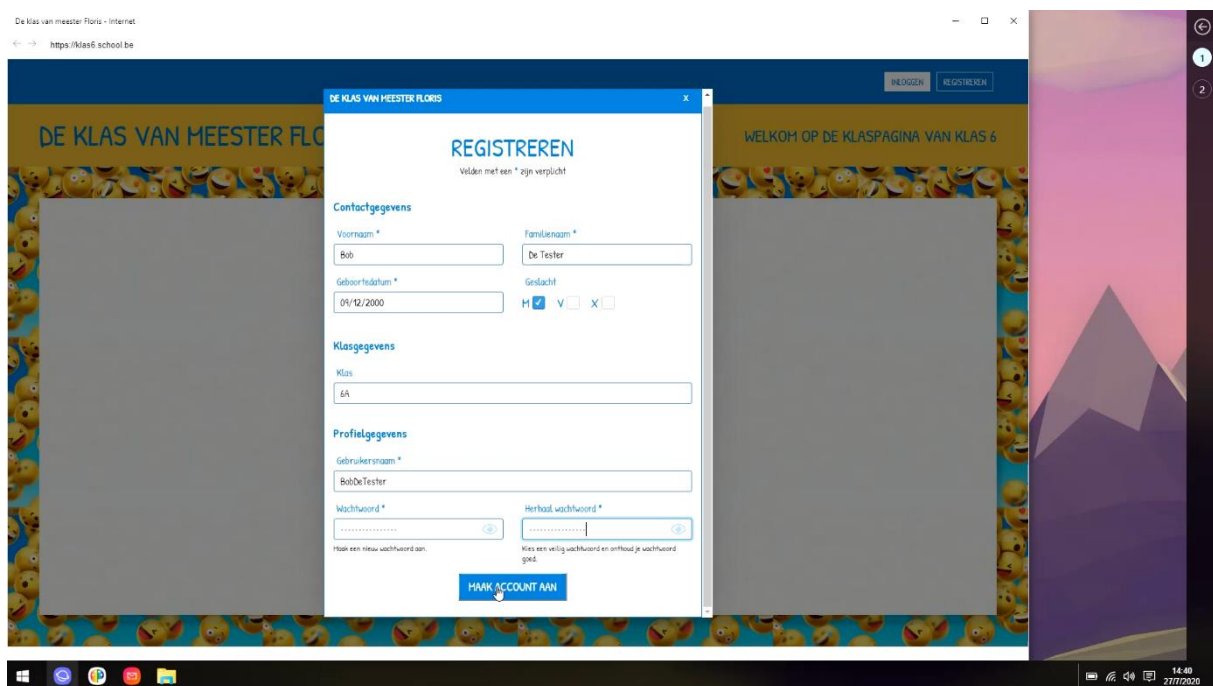 De klas van meester Floris - Internet
https://klas6.school.be
INLOGGEN REGISTREREN
DE KLAS VAN MEESTER FLORIS X
DE KLAS VAN MEESTER FLO
WELKOM OP DE KLASPAGINA VAN KLAS 6
REGISTREREN
Velden met een * zijn verplicht
Contactgegevens
Voornaam * Familienaam *
Bob De Tester
Geboortedatum * Geslacht
09/12/2000 M V X
Klasgegevens
Klas
6A
Profielgegevens
Gebruikersnaam *
BobDeTester
Wachtwoord * Herhaal wachtwoord *
Maak een nieuw wachtwoord aan. Kies een veilig wachtwoord en onthoud je wachtwoord
goed.
MAAK ACCOUNT AAN
1
2
14:40
27/7/2020